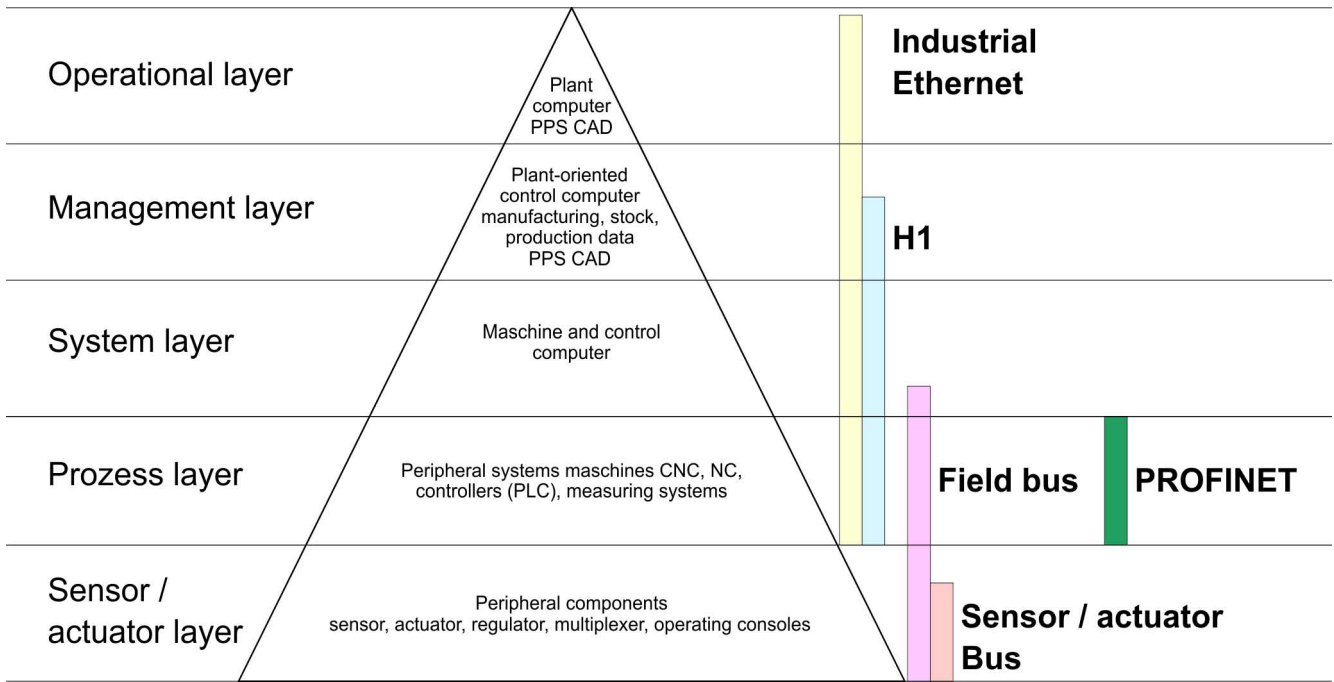 Operational layer
Plant
computer
PPS CAD
Industrial
Ethernet
Management layer
Plant-oriented
control computer
manufacturing, stock,
production data
PPS CAD
H1
System layer
Maschine and control
computer
Prozess layer
Peripheral systems maschines CNC, NC,
controllers (PLC), measuring systems
Field bus
PROFINET
Sensor /
actuator layer
Peripheral components
sensor, actuator, regulator, multiplexer, operating consoles
Sensor / actuator
Bus